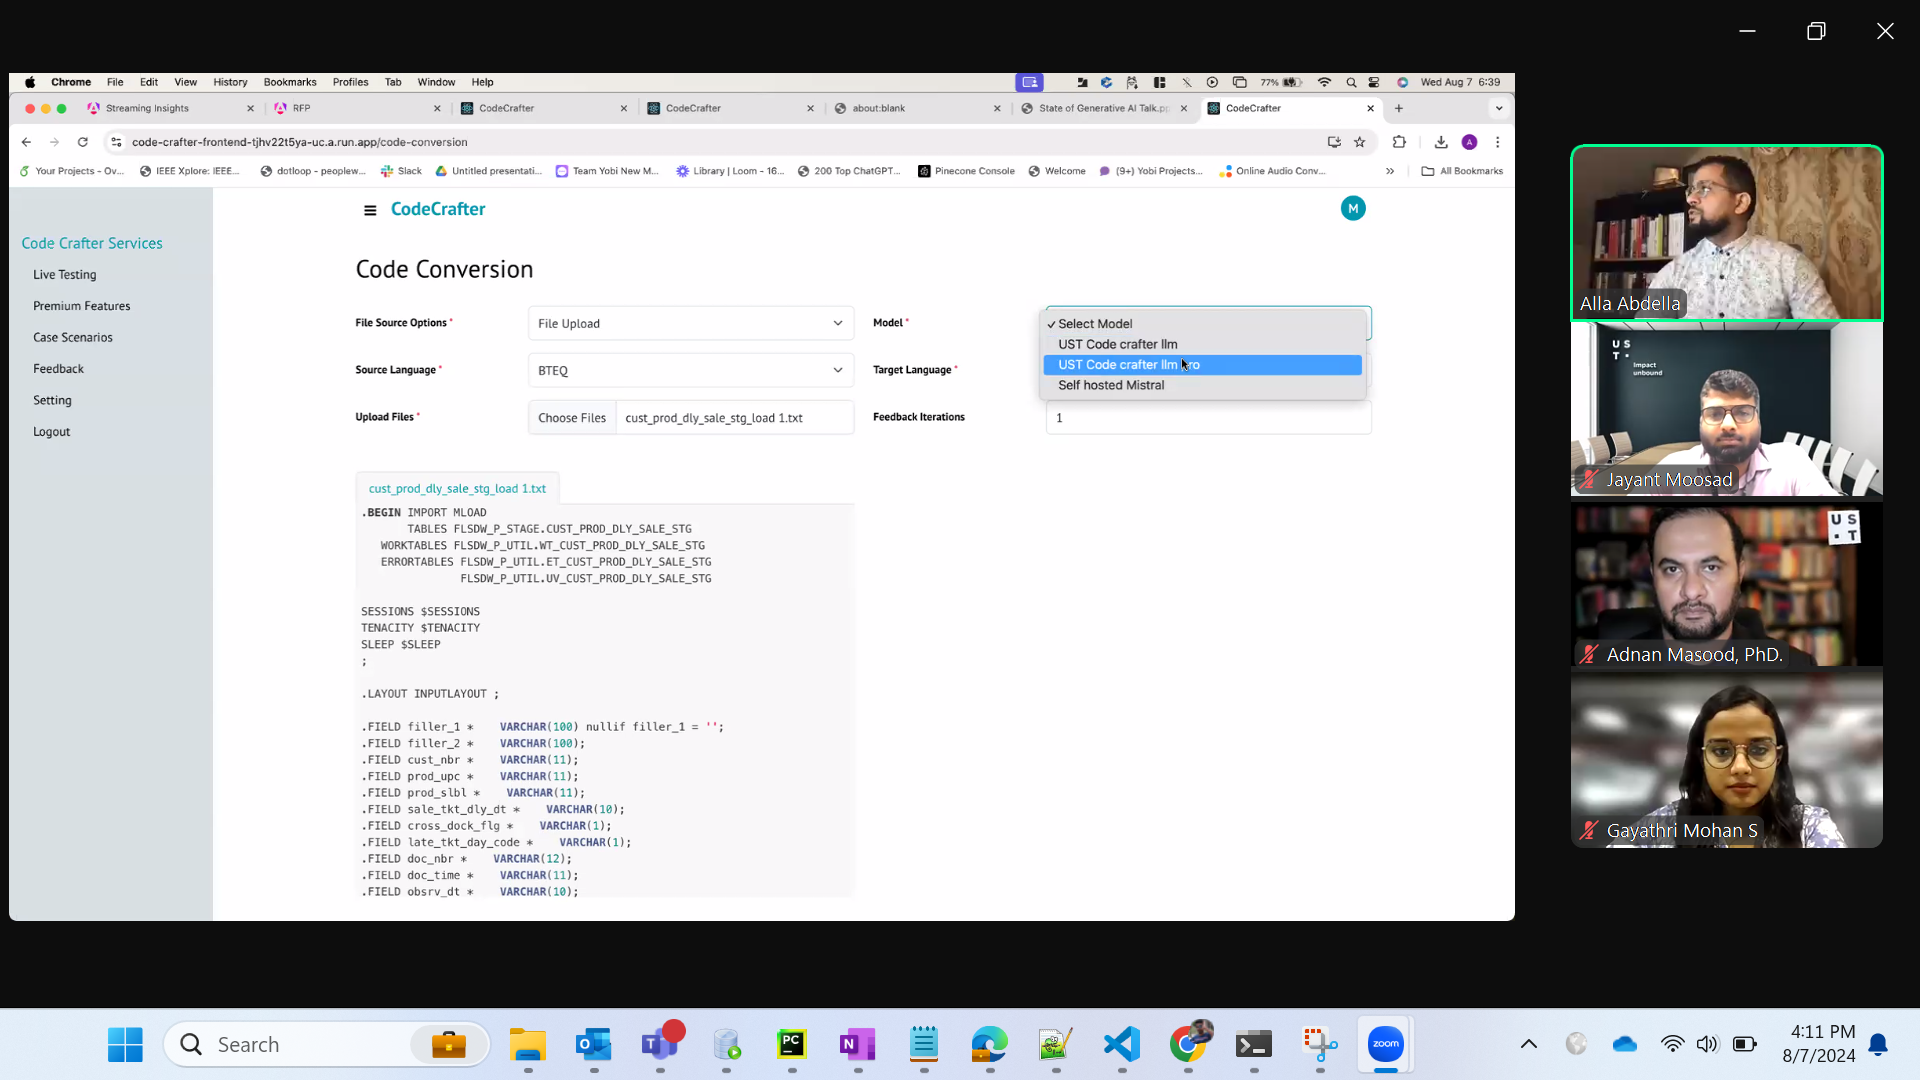 Chrome File Edit View History Bookmarks Profiles Tab Window Help 77% Wed Aug 7 6:39
Streaming Insights RFP CodeCrafter CodeCrafter about:blank State of Generative AI Talk.pp CodeCrafter
code-crafter-frontend-tjhv22t5ya-uc.a.run.app/code-conversion A
Your Projects - Ov... IEEE Xplore: IEEE... dotloop - peoplew... Slack Untitled presentati... Team Yobi New M... Library | Loom - 16... 200 Top ChatGPT... Pinecone Console Welcome (9+) Yobi Projects... Online Audio Conv... » All Bookmarks
CodeCrafter M
Code Crafter Services
Live Testing
Premium Features
Case Scenarios
Feedback
Setting
Logout
Code Conversion
File Source Options * File Upload Model *
✓ Select Model
UST Code crafter llm
UST Code crafter llm pro
Self hosted Mistral
Source Language * BTEQ Target Language *
Upload Files * Choose Files cust_prod_dly_sale_stg_load 1.txt Feedback Iterations 1
cust_prod_dly_sale_stg_load 1.txt
.BEGIN IMPORT MLOAD
TABLES FLSDW_P_STAGE.CUST_PROD_DLY_SALE_STG
WORKTABLES FLSDW_P_UTIL.WT_CUST_PROD_DLY_SALE_STG
ERRORTABLES FLSDW_P_UTIL.ET_CUST_PROD_DLY_SALE_STG
FLSDW_P_UTIL.UV_CUST_PROD_DLY_SALE_STG
SESSIONS $SESSIONS
TENACITY $TENACITY
SLEEP $SLEEP
;
.LAYOUT INPUTLAYOUT ;
.FIELD filler_1 * VARCHAR(100) nullif filler_1 = '';
.FIELD filler_2 * VARCHAR(100);
.FIELD cust_nbr * VARCHAR(11);
.FIELD prod_upc * VARCHAR(11);
.FIELD prod_slbl * VARCHAR(11);
.FIELD sale_tkt_dly_dt * VARCHAR(10);
.FIELD cross_dock_flg * VARCHAR(1);
.FIELD late_tkt_day_code * VARCHAR(1);
.FIELD doc_nbr * VARCHAR(12);
.FIELD doc_time * VARCHAR(11);
.FIELD obsrv_dt * VARCHAR(10);
Alla Abdella
U S
T
Impact
unbound
Jayant Moosad
U S
T
Adnan Masood, PhD.
Gayathri Mohan S
Search
PC
zoom
4:11 PM
8/7/2024